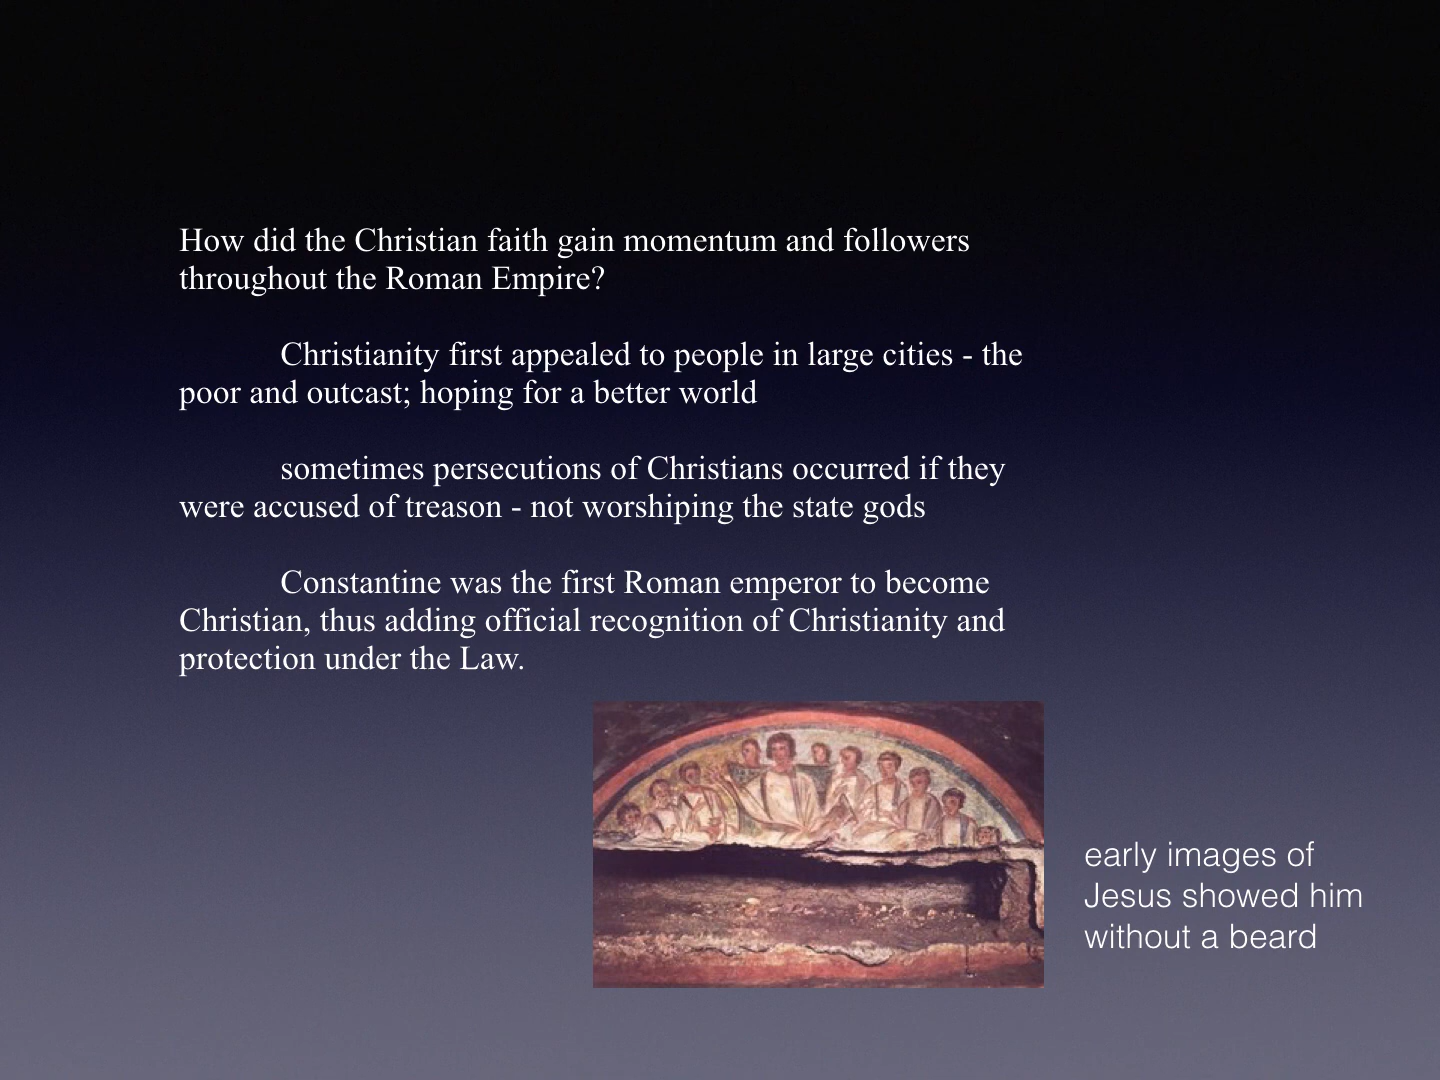 How did the Christian faith gain momentum and followers
throughout the Roman Empire?
Christianity first appealed to people in large cities - the
poor and outcast; hoping for a better world
sometimes persecutions of Christians occurred if they
were accused of treason - not worshiping the state gods
Constantine was the first Roman emperor to become
Christian, thus adding official recognition of Christianity and
protection under the Law.
early images of
Jesus showed him
without a beard